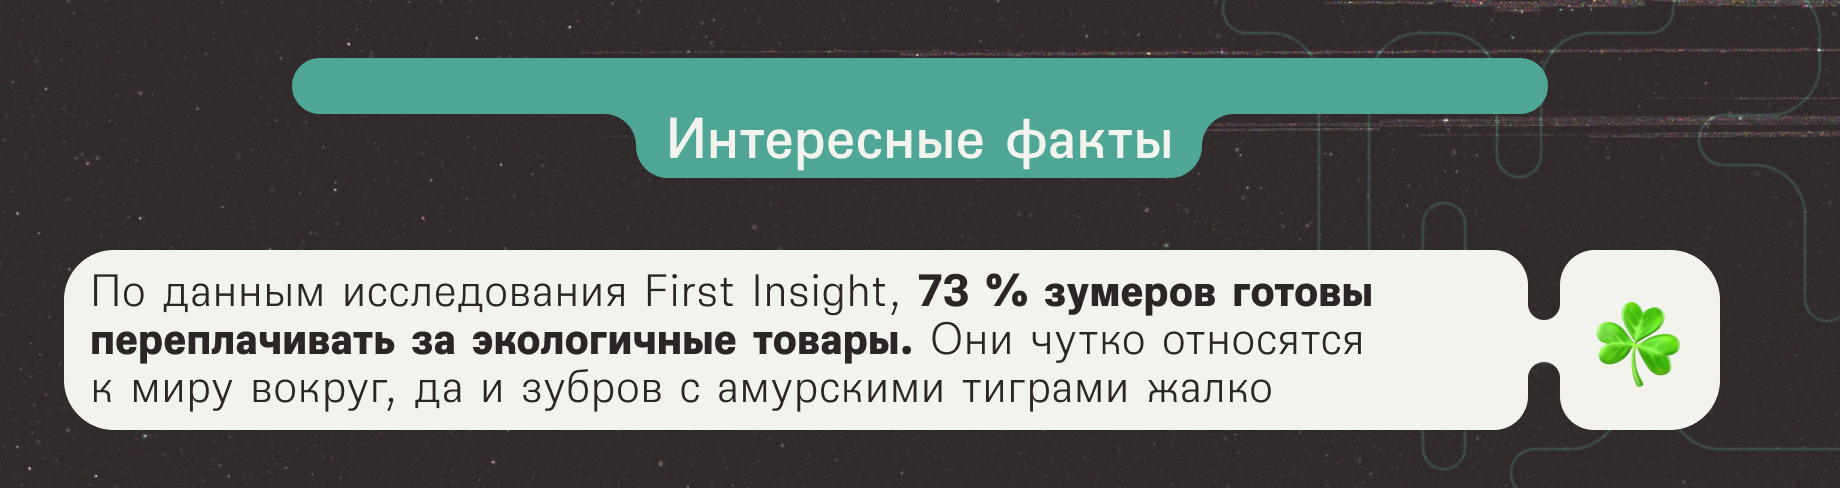 Интересные факты
По данным исследования First Insight, 73 % зумеров готовы
переплачивать за экологичные товары. Они чутко относятся
к миру вокруг, да и зубров с амурскими тиграми жалко